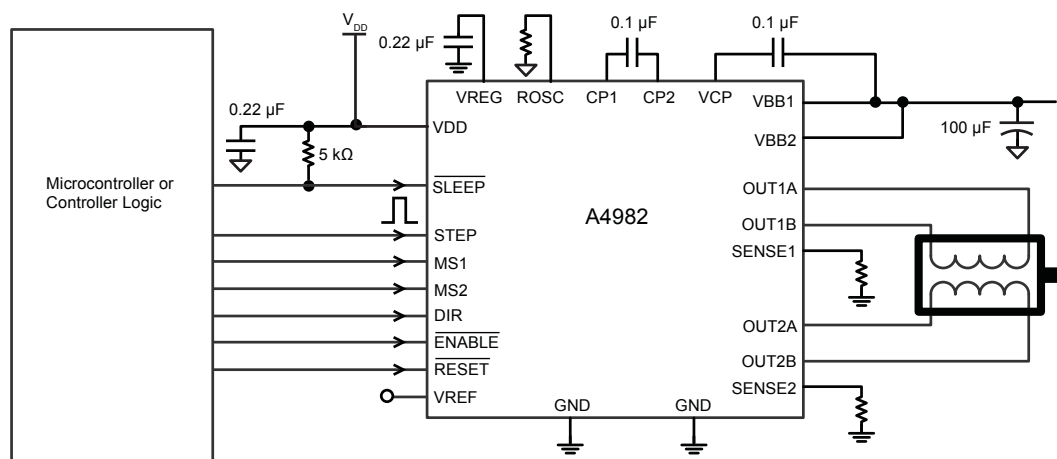 V_DD
0.22 µF
0.1 µF
0.1 µF
VREG
ROSC
CP1
CP2
VCP
VBB1
0.22 µF
VDD
VBB2
100 µF
5 kΩ
Microcontroller or
Controller Logic
SLEEP
OUT1A
A4982
OUT1B
STEP
SENSE1
MS1
MS2
DIR
OUT2A
ENABLE
OUT2B
RESET
SENSE2
VREF
GND
GND